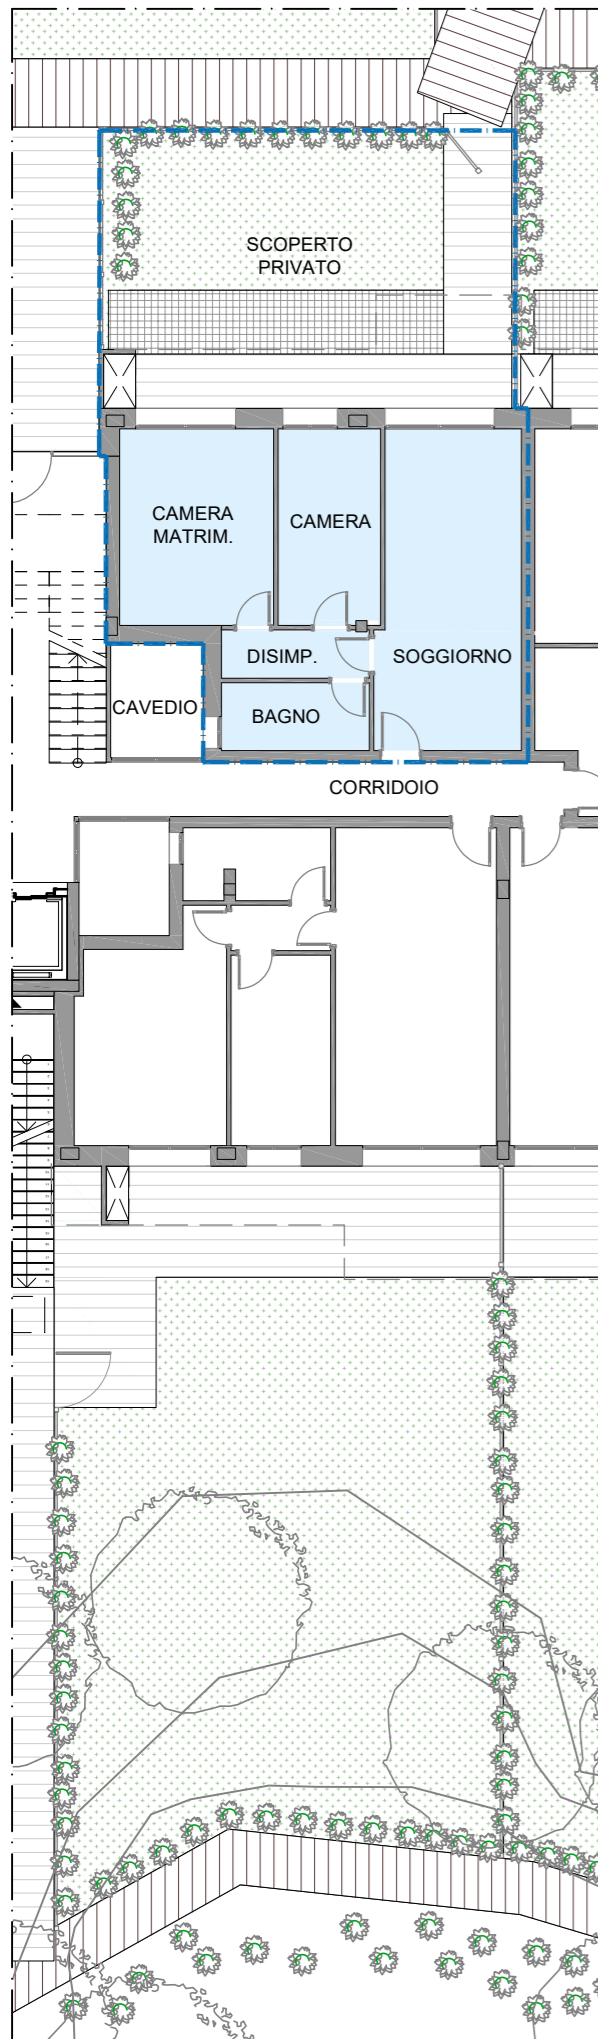 SCOPERTO
PRIVATO
CAMERA
MATRIM.
CAMERA
DISIMP.
SOGGIORNO
CAVEDIO
BAGNO
CORRIDOIO